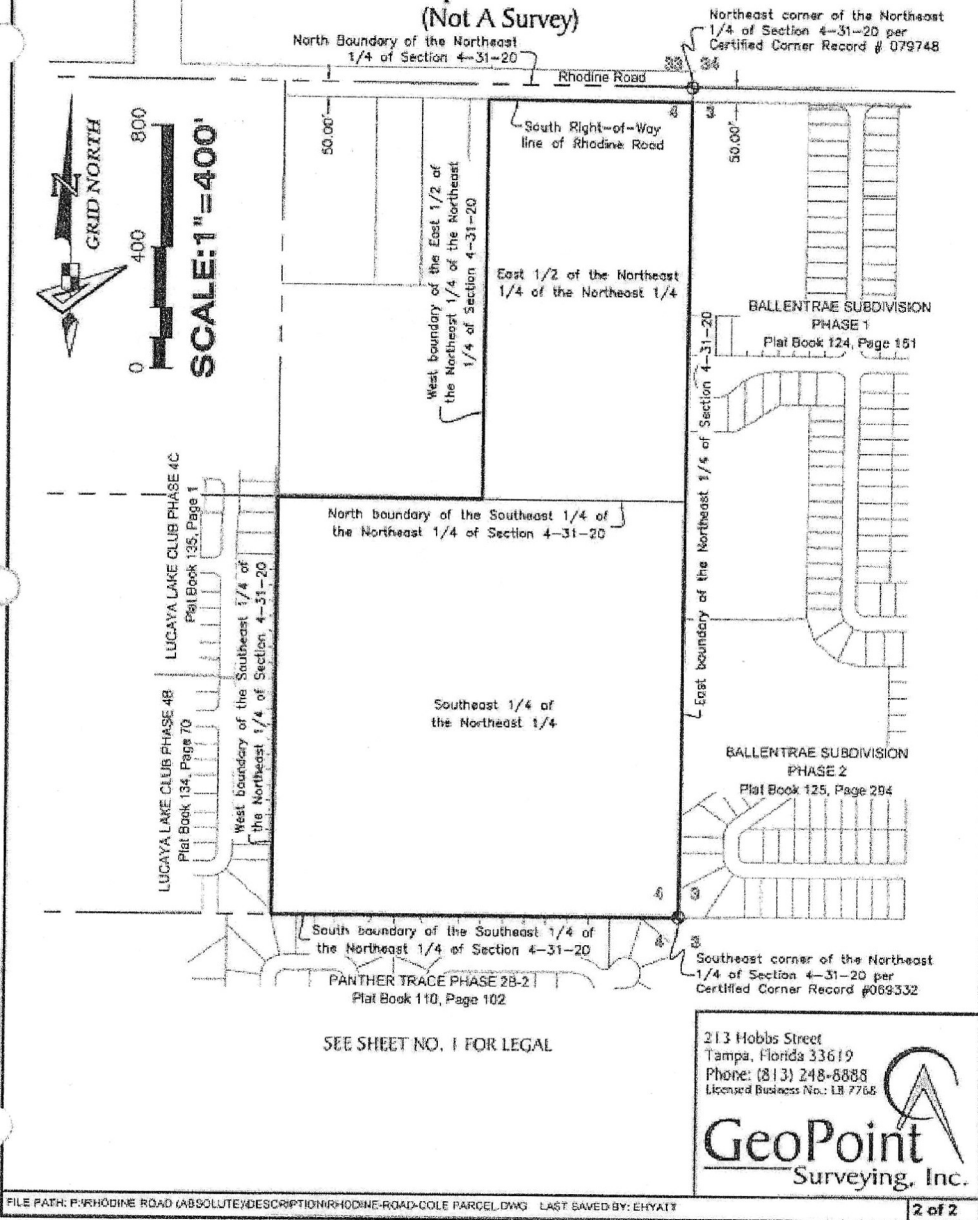 (Not A Survey)
North Boundary of the Northeast
1/4 of Section 4-31-20
Northeast corner of the Northeast
1/4 of Section 4-31-20 per
Certified Corner Record # 079748
33 34
Rhodine Road
4 3
50.00'
50.00'
South Right-of-Way
line of Rhodine Road
N
GRID NORTH
0 400 800
SCALE:1"=400'
West boundary of the East 1/2 of
the Northeast 1/4 of the Northeast
1/4 of Section 4-31-20
East 1/2 of the Northeast
1/4 of the Northeast 1/4
East boundary of the Northeast 1/4 of Section 4-31-20
BALLENTRAE SUBDIVISION
PHASE 1
Plat Book 124, Page 151
LUCAYA LAKE CLUB PHASE 4C
Plat Book 135, Page 1
North boundary of the Southeast 1/4 of
the Northeast 1/4 of Section 4-31-20
West boundary of the Southeast 1/4 of
the Northeast 1/4 of Section 4-31-20
LUCAYA LAKE CLUB PHASE 4B
Plat Book 134, Page 70
Southeast 1/4 of
the Northeast 1/4
BALLENTRAE SUBDIVISION
PHASE 2
Plat Book 125, Page 294
4 3
4 3
South boundary of the Southeast 1/4 of
the Northeast 1/4 of Section 4-31-20
Southeast corner of the Northeast
1/4 of Section 4-31-20 per
Certified Corner Record #069332
PANTHER TRACE PHASE 2B-2
Plat Book 110, Page 102
SEE SHEET NO. 1 FOR LEGAL
213 Hobbs Street
Tampa, Florida 33619
Phone: (813) 248-8888
Licensed Business No.: LB 7768
GeoPoint
Surveying, Inc.
FILE PATH: P:\RHODINE ROAD (ABSOLUTE)\DESCRIPTION\RHODINE-ROAD-COLE PARCEL.DWG LAST SAVED BY: EHYATT
2 of 2